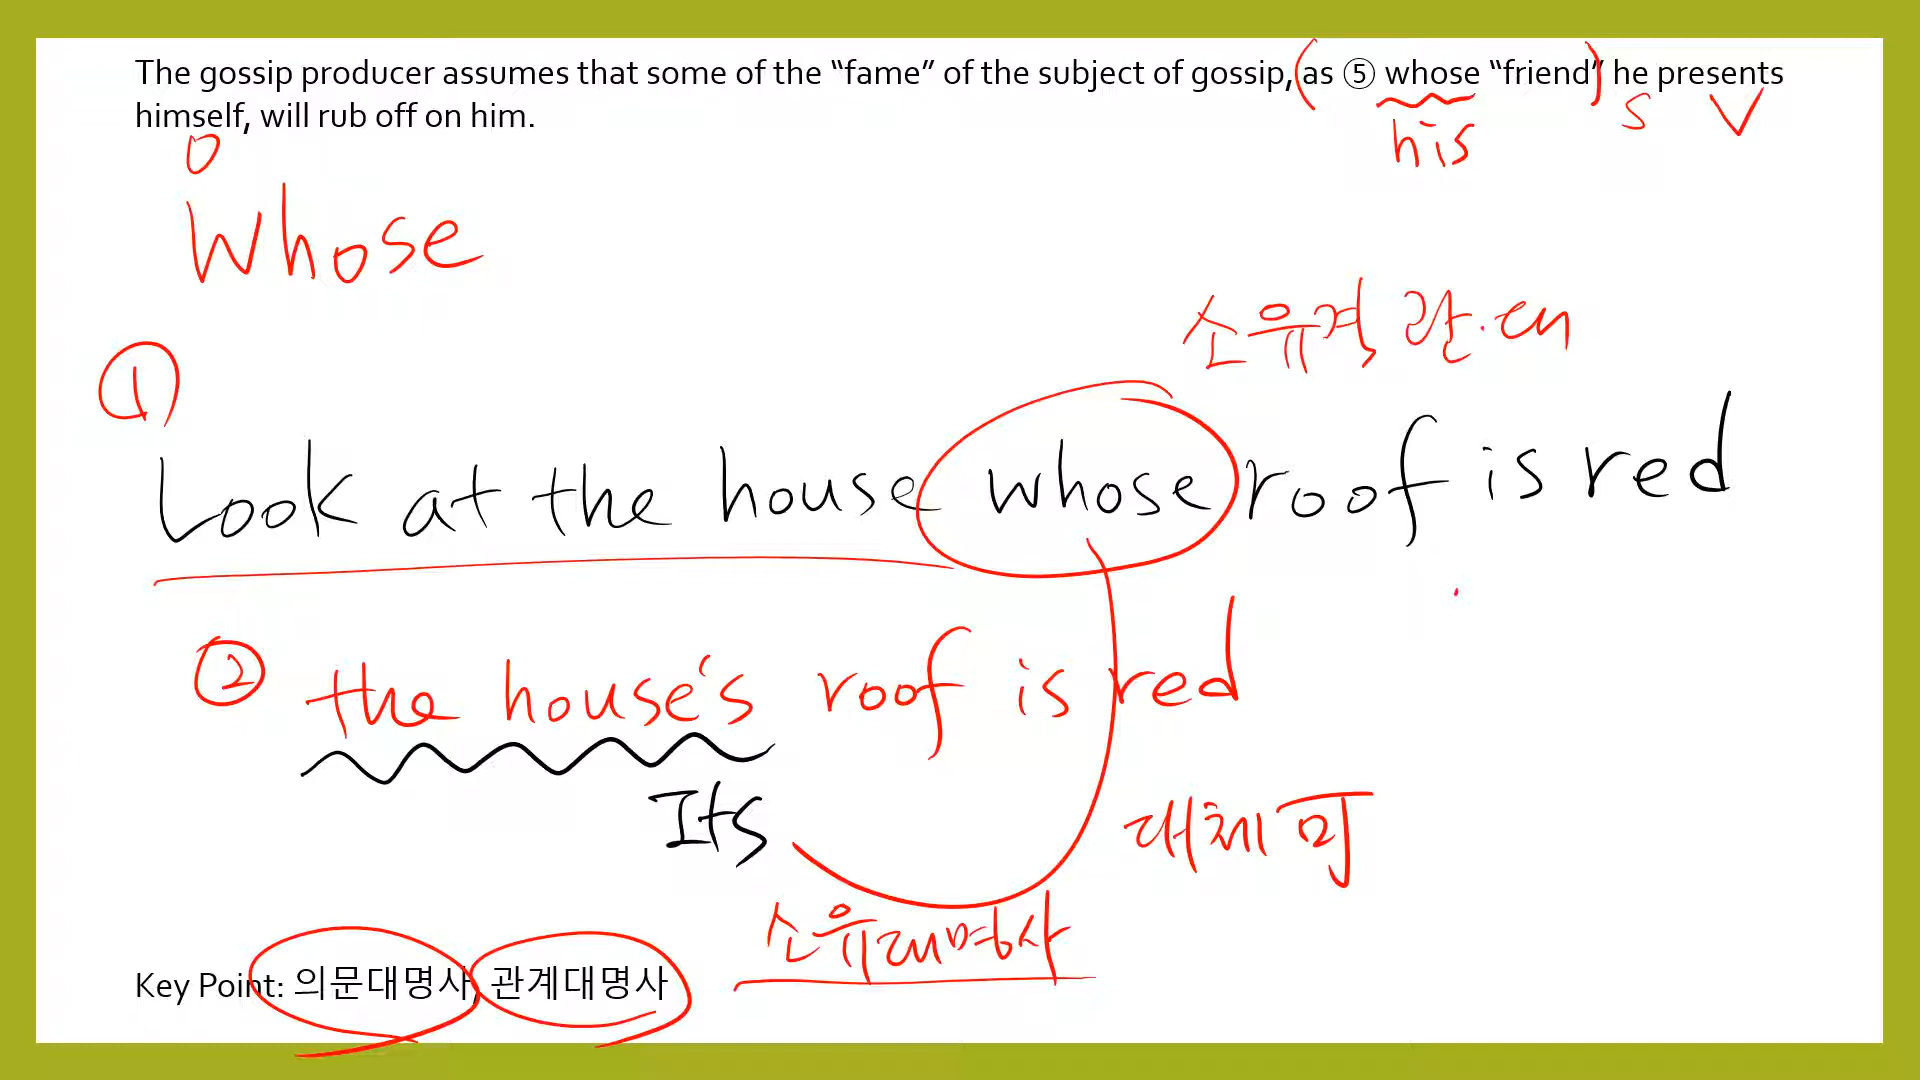 The gossip producer assumes that some of the “fame” of the subject of gossip, (as ⑤ whose “friend”) he presents
himself, will rub off on him.
his
S V
O
Whose
소유격 관.대
①
Look at the house whose roof is red
② the house's roof is red
Its
대체 可
소유대명사
Key Point: 의문대명사, 관계대명사